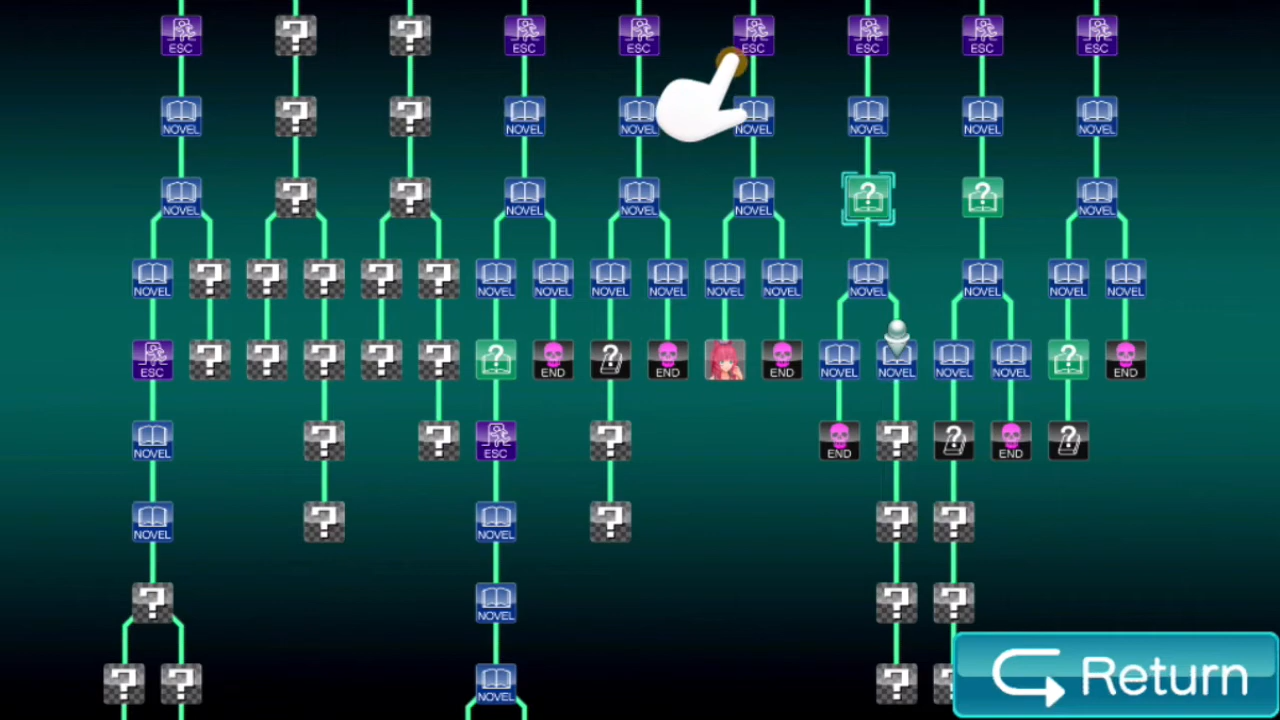 ESC ? ? ESC ESC ESC ESC ESC ESC
NOVEL ? ? NOVEL NOVEL NOVEL NOVEL NOVEL NOVEL
NOVEL ? ? NOVEL NOVEL NOVEL ? ? NOVEL
NOVEL ? ? ? ? ? NOVEL NOVEL NOVEL NOVEL NOVEL NOVEL NOVEL NOVEL NOVEL NOVEL
ESC ? ? ? ? ? ? END ? END END NOVEL NOVEL NOVEL NOVEL ? END
NOVEL ? ? ESC ? END ? ? END ?
NOVEL ? NOVEL ? ? ?
? NOVEL ? ?
? ? NOVEL ? ?
Return